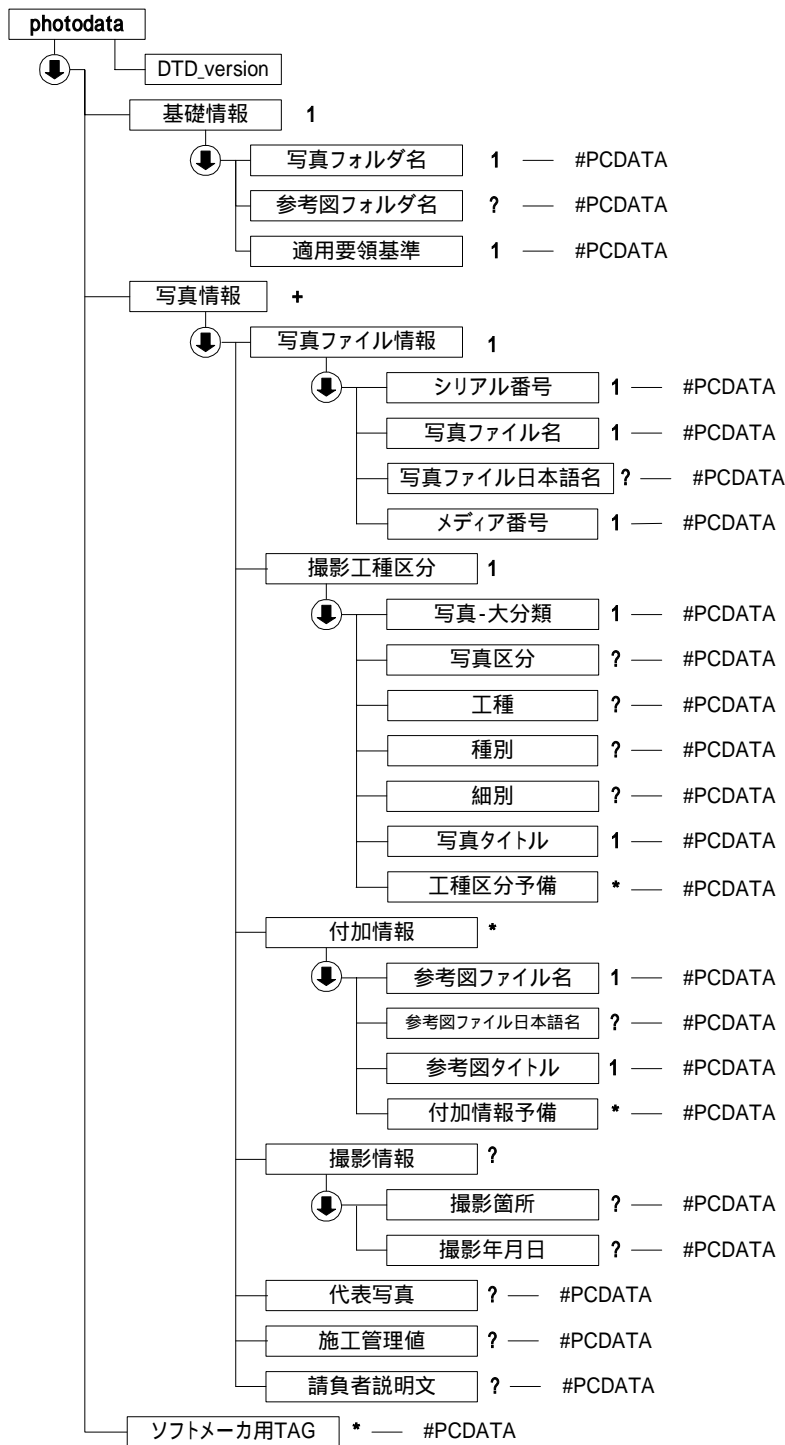 photodata
DTD_version
基礎情報 1
写真フォルダ名 1 — #PCDATA
参考図フォルダ名 ? — #PCDATA
適用要領基準 1 — #PCDATA
写真情報 +
写真ファイル情報 1
シリアル番号 1 — #PCDATA
写真ファイル名 1 — #PCDATA
写真ファイル日本語名 ? — #PCDATA
メディア番号 1 — #PCDATA
撮影工種区分 1
写真-大分類 1 — #PCDATA
写真区分 ? — #PCDATA
工種 ? — #PCDATA
種別 ? — #PCDATA
細別 ? — #PCDATA
写真タイトル 1 — #PCDATA
工種区分予備 * — #PCDATA
付加情報 *
参考図ファイル名 1 — #PCDATA
参考図ファイル日本語名 ? — #PCDATA
参考図タイトル 1 — #PCDATA
付加情報予備 * — #PCDATA
撮影情報 ?
撮影箇所 ? — #PCDATA
撮影年月日 ? — #PCDATA
代表写真 ? — #PCDATA
施工管理値 ? — #PCDATA
請負者説明文 ? — #PCDATA
ソフトメーカ用TAG * — #PCDATA